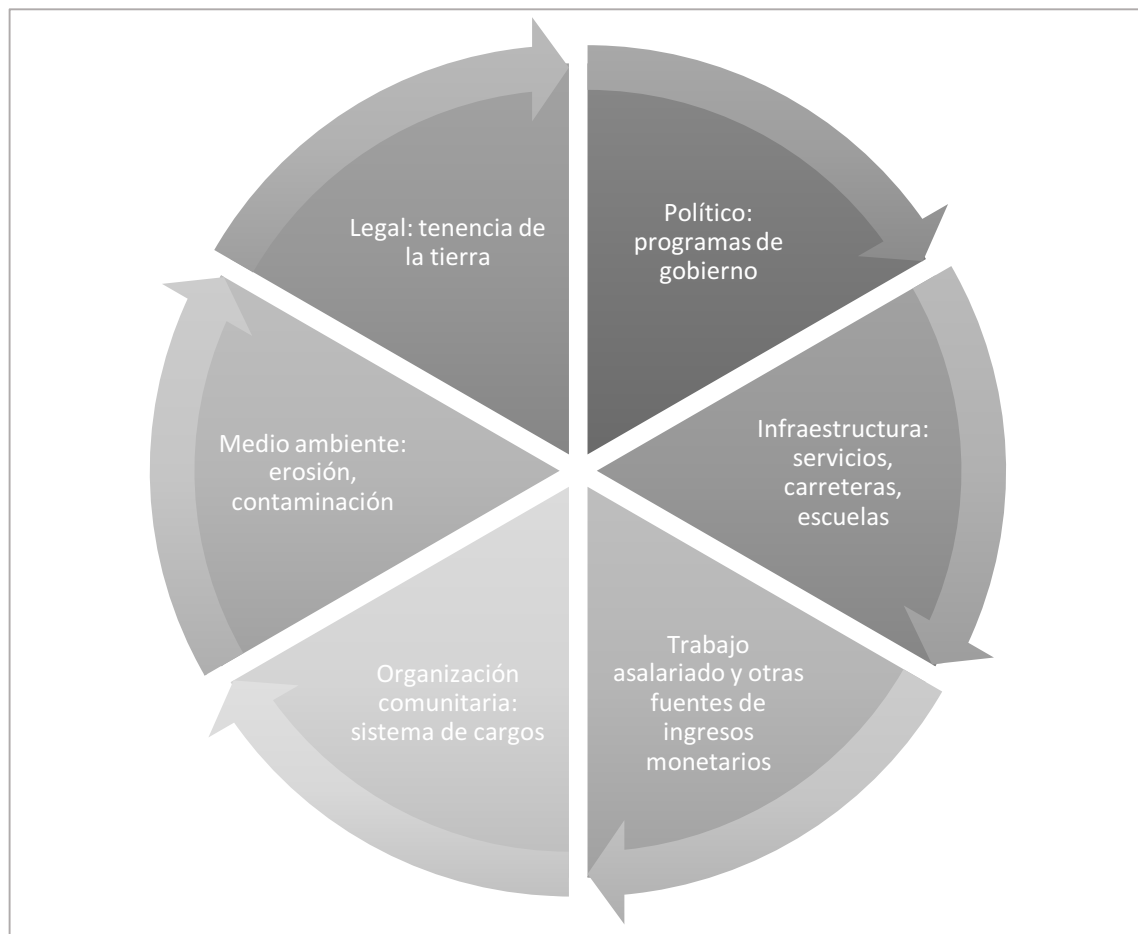 Político:
programas de
gobierno
Infraestructura:
servicios,
carreteras,
escuelas
Trabajo
asalariado y otras
fuentes de
ingresos
monetarios
Organización
comunitaria:
sistema de cargos
Medio ambiente:
erosión,
contaminación
Legal: tenencia de
la tierra